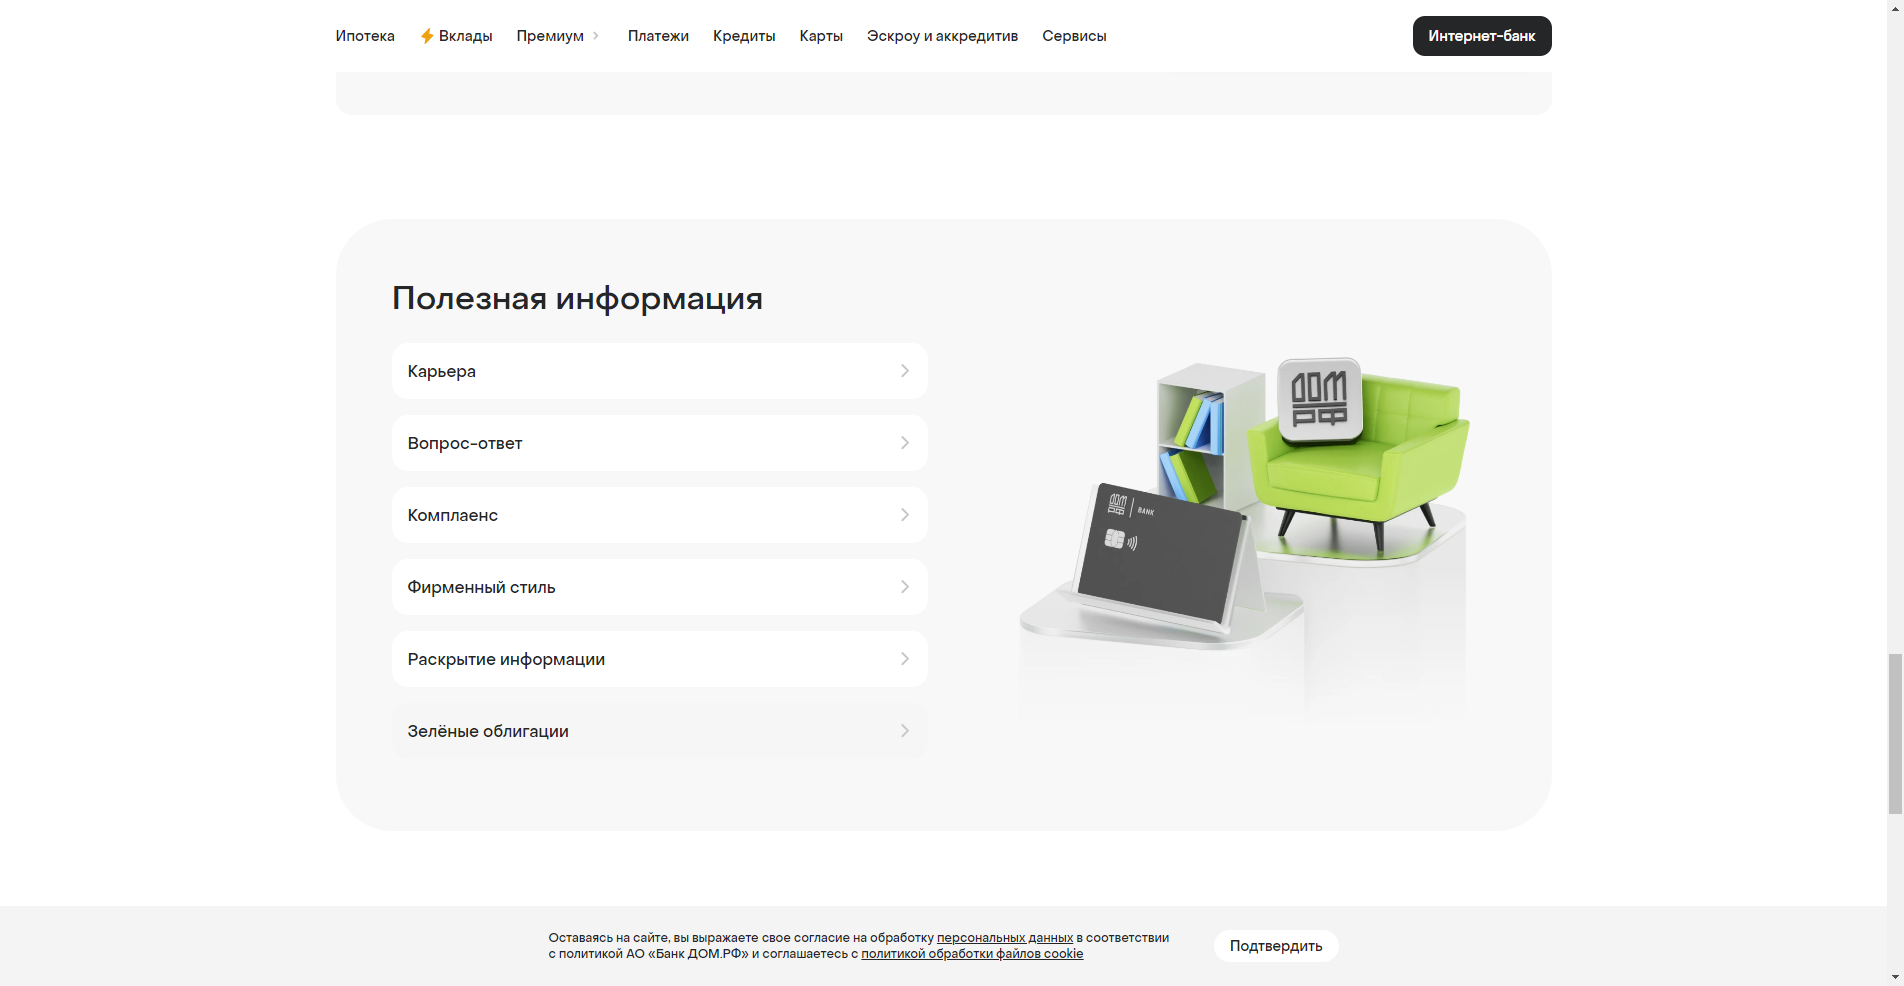 Ипотека Вклады Премиум Платежи Кредиты Карты Эскроу и аккредитив Сервисы Интернет-банк
Полезная информация
Карьера
Вопрос-ответ
Комплаенс
Фирменный стиль
Раскрытие информации
Зелёные облигации
ДОМ
РФ
ДОМ
РФ
BANK
Оставаясь на сайте, вы выражаете свое согласие на обработку персональных данных в соответствии
с политикой АО «Банк ДОМ.РФ» и соглашаетесь с политикой обработки файлов cookie
Подтвердить